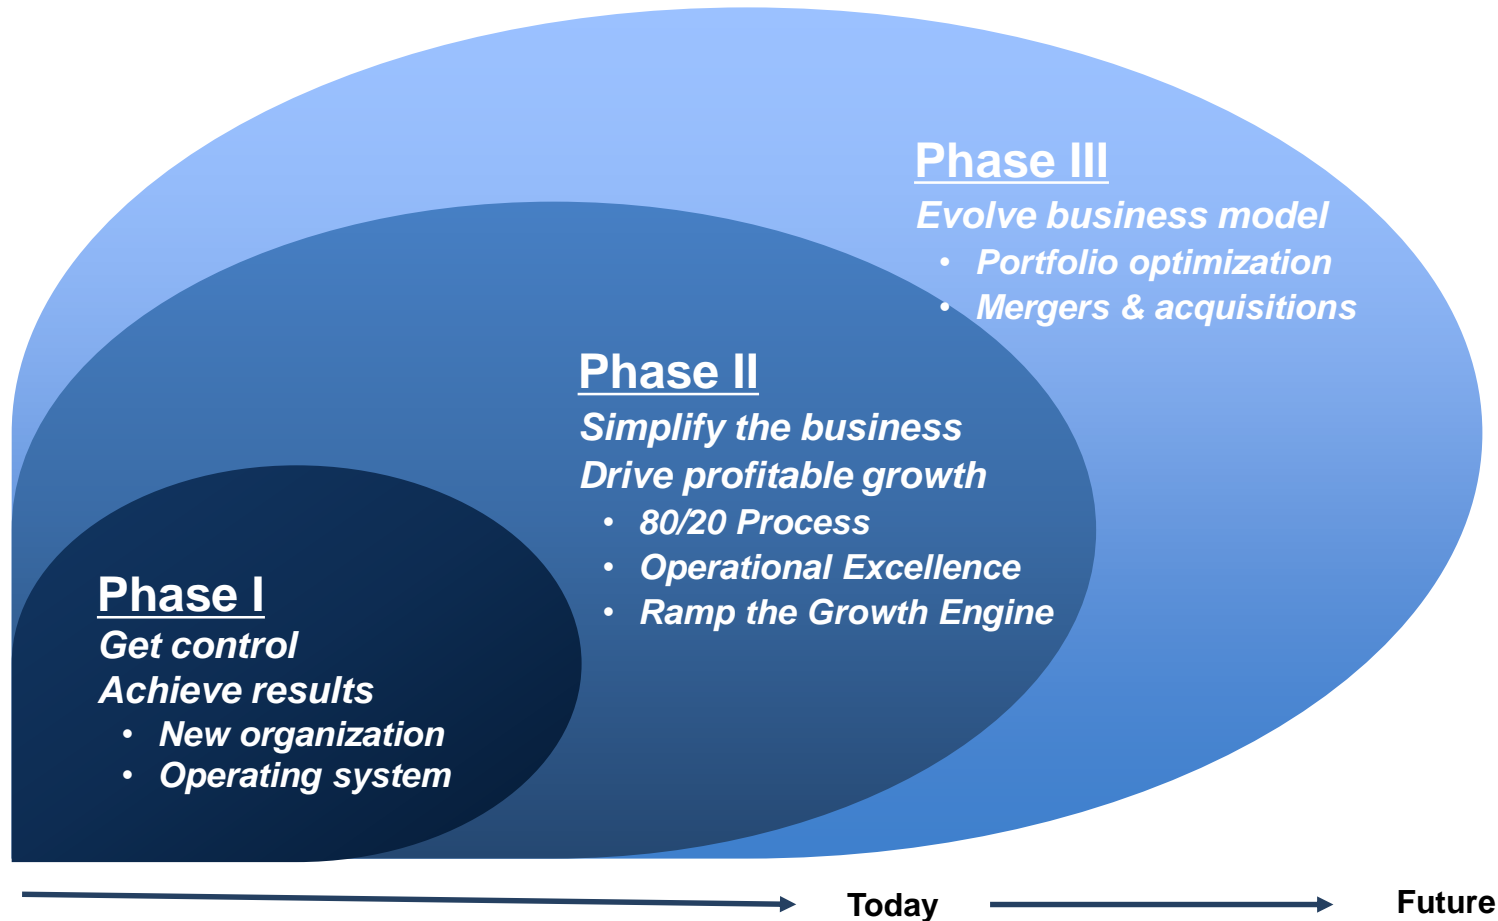 Phase III
Evolve business model
• Portfolio optimization
• Mergers & acquisitions
Phase II
Simplify the business
Drive profitable growth
• 80/20 Process
• Operational Excellence
• Ramp the Growth Engine
Phase I
Get control
Achieve results
• New organization
• Operating system
Today
Future